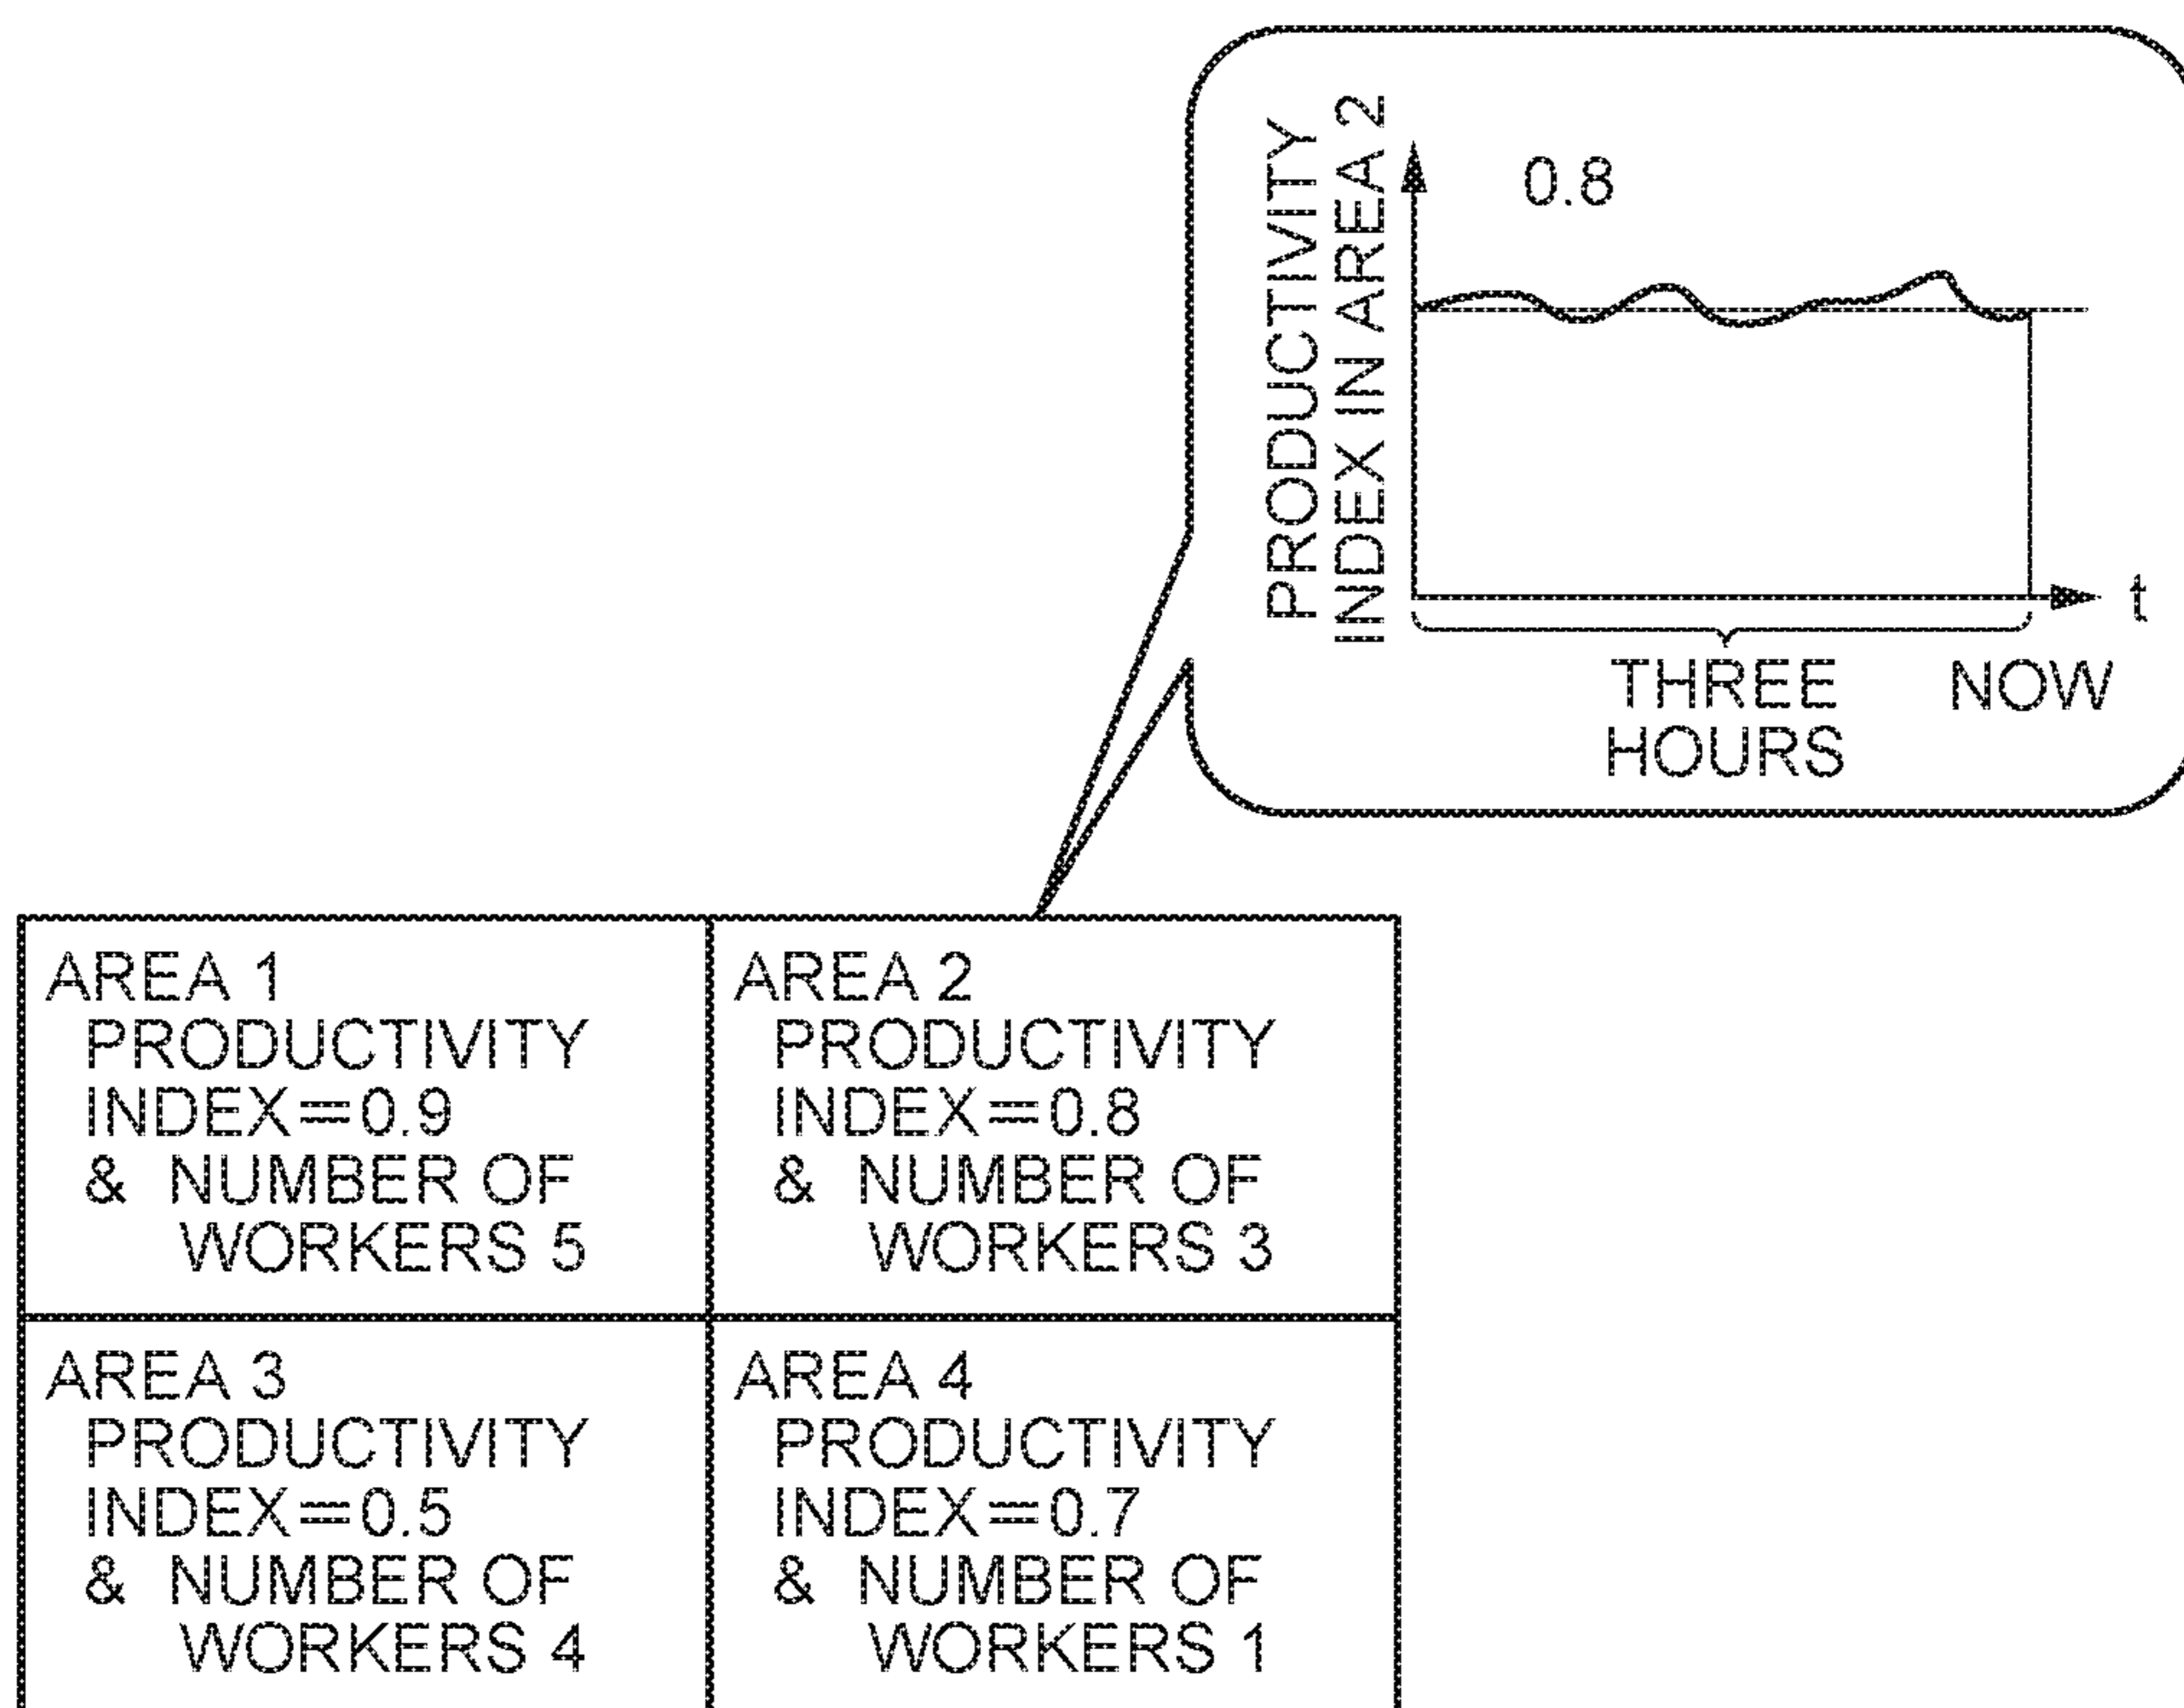 PRODUCTIVITY
INDEX IN AREA 2
0.8
t
THREE
HOURS
NOW
AREA 1
PRODUCTIVITY
INDEX=0.9
& NUMBER OF
WORKERS 5
AREA 2
PRODUCTIVITY
INDEX=0.8
& NUMBER OF
WORKERS 3
AREA 3
PRODUCTIVITY
INDEX=0.5
& NUMBER OF
WORKERS 4
AREA 4
PRODUCTIVITY
INDEX=0.7
& NUMBER OF
WORKERS 1